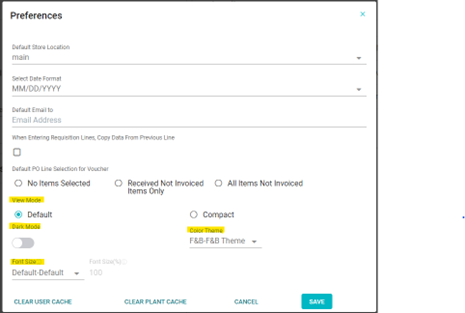 Preferences
×
Default Store Location
main
Select Date Format
MM/DD/YYYY
Default Email to
Email Address
When Entering Requisition Lines, Copy Data From Previous Line
Default PO Line Selection for Voucher
No Items Selected
Received Not Invoiced
Items Only
All Items Not Invoiced
View Mode
Default
Compact
Dark Mode
Color Theme
F&B-F&B Theme
Font Size
Font Size(%)
Default-Default
100
CLEAR USER CACHE
CLEAR PLANT CACHE
CANCEL
SAVE